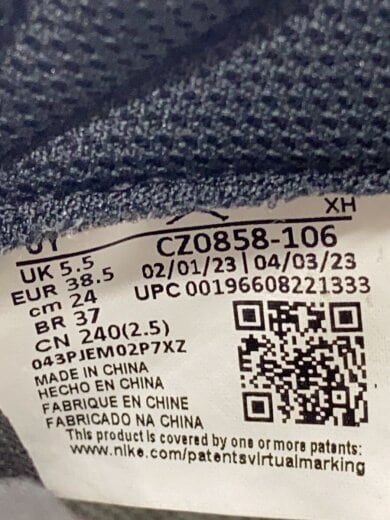 XH
CZ0858-106
02/01/23 | 04/03/23
UPC 00196608221333
UK 5.5
EUR 38.5
cm 24
BR 37
CN 240(2.5)
043PJEM02P7XZ
MADE IN CHINA
HECHO EN CHINA
FABRIQUE EN CHINE
FABRICADO NA CHINA
This product is covered by one or more patents:
www.nike.com/patentsvirtualmarking